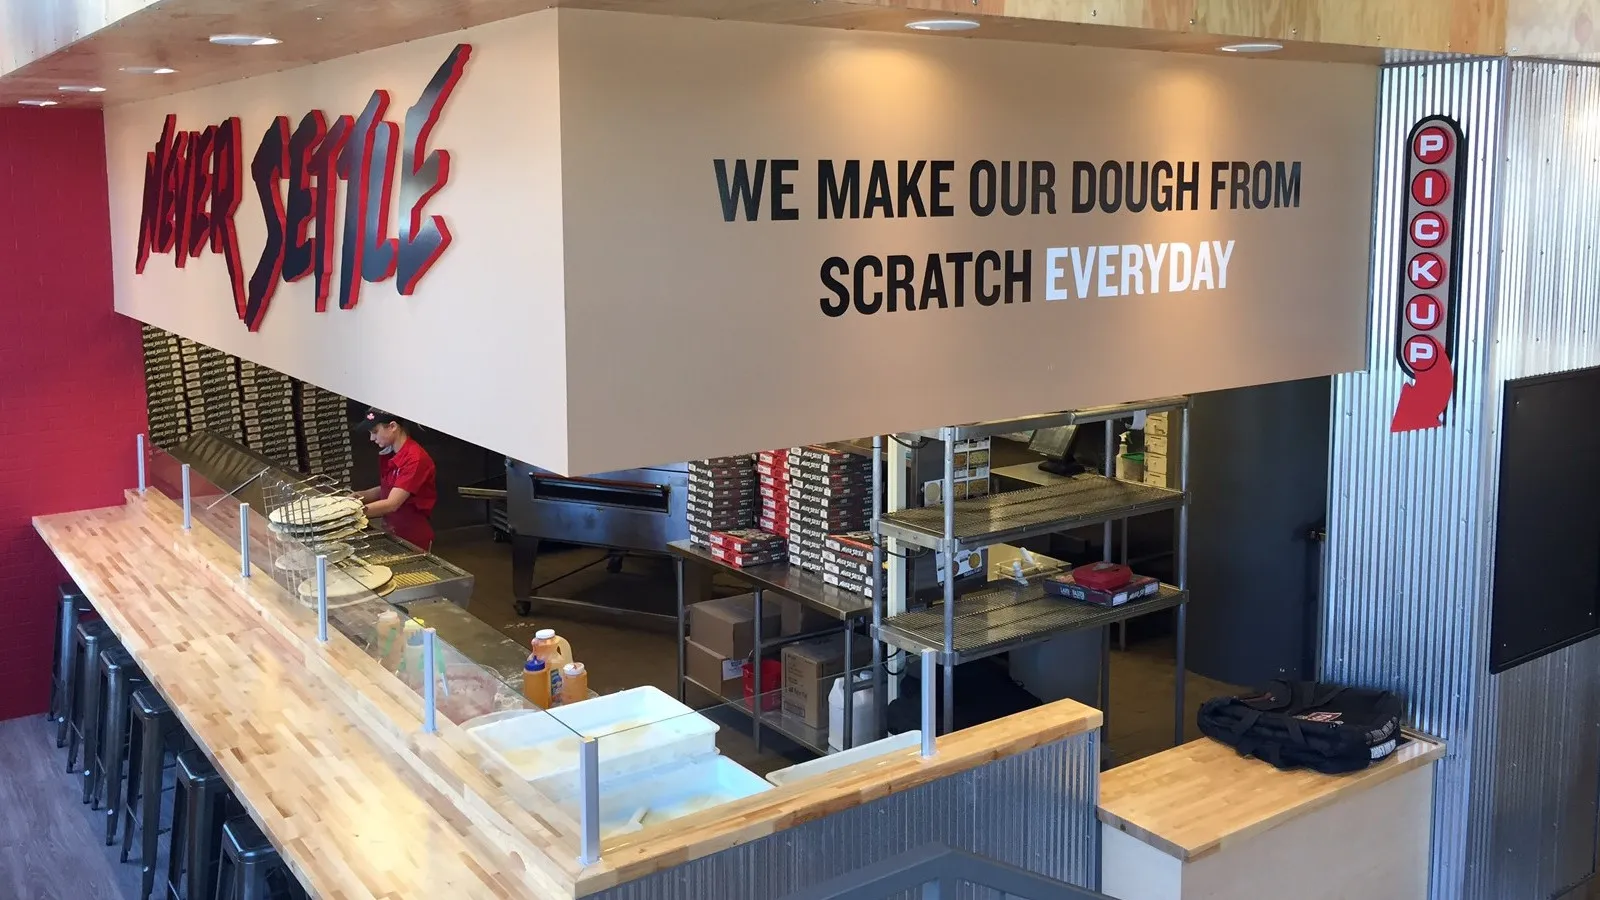 NEVER SETTLE
WE MAKE OUR DOUGH FROM
SCRATCH EVERYDAY
PICKUP